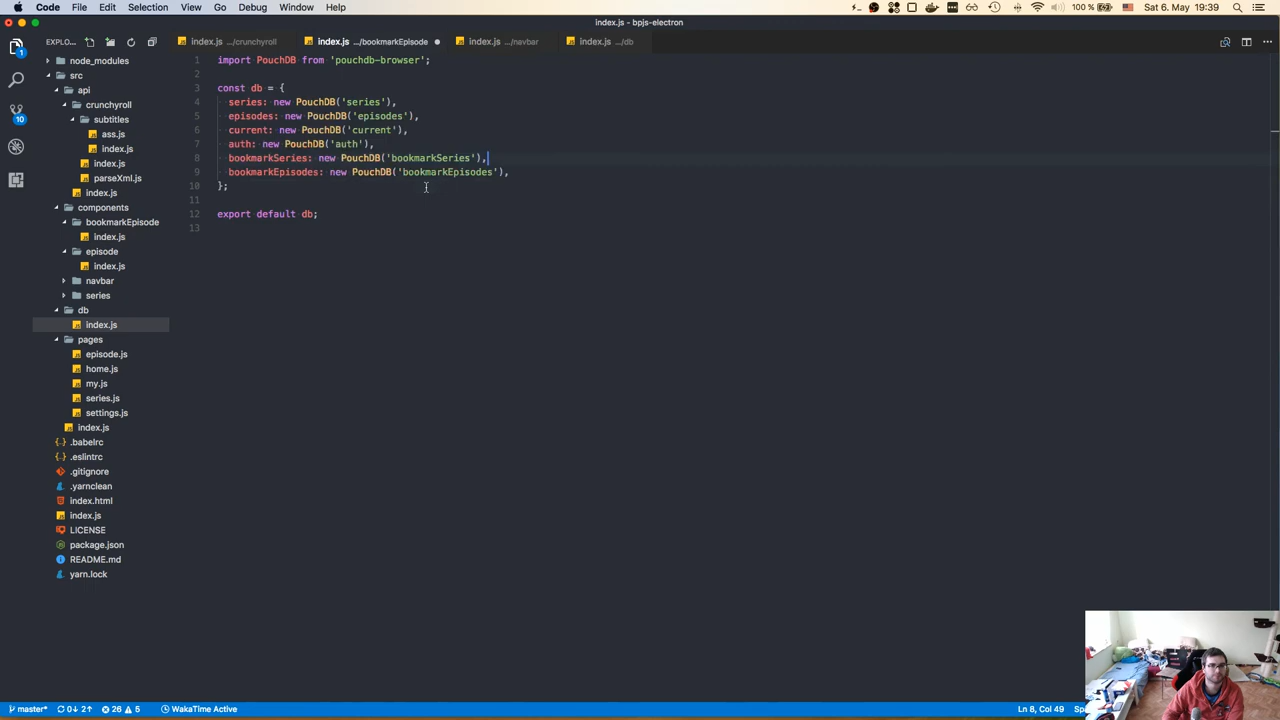 Code File Edit Selection View Go Debug Window Help
100 % Sat 6. May 19:39
index.js - bpjs-electron
EXPLO...
index.js .../crunchyroll
index.js .../bookmarkEpisode
index.js .../navbar
index.js .../db
node_modules
src
api
crunchyroll
subtitles
ass.js
index.js
index.js
parseXml.js
index.js
components
bookmarkEpisode
index.js
episode
index.js
navbar
series
db
index.js
pages
episode.js
home.js
my.js
series.js
settings.js
index.js
.babelrc
.eslintrc
.gitignore
.yarnclean
index.html
index.js
LICENSE
package.json
README.md
yarn.lock
1
10
1 import PouchDB from 'pouchdb-browser';
2
3 const db = {
4 series: new PouchDB('series'),
5 episodes: new PouchDB('episodes'),
6 current: new PouchDB('current'),
7 auth: new PouchDB('auth'),
8 bookmarkSeries: new PouchDB('bookmarkSeries'),
9 bookmarkEpisodes: new PouchDB('bookmarkEpisodes'),
10 };
11
12 export default db;
13
master* 0↓ 2↑ 26 5 WakaTime Active
Ln 8, Col 49